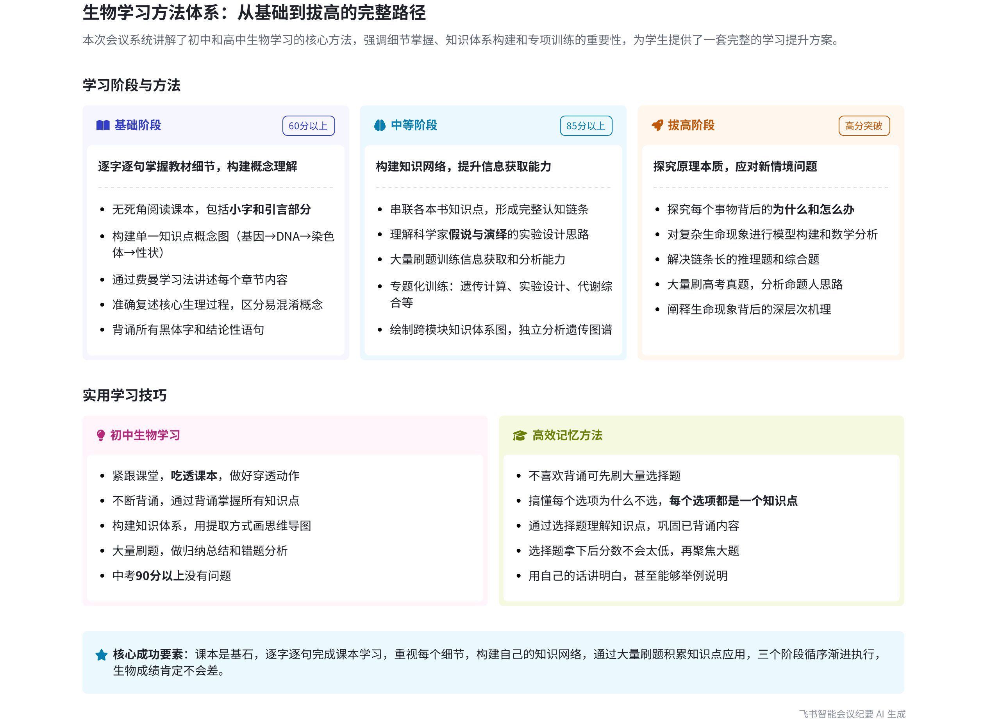 生物学习方法体系：从基础到拔高的完整路径
本次会议系统讲解了初中和高中生物学习的核心方法，强调细节掌握、知识体系构建和专项训练的重要性，为学生提供了一套完整的学习提升方案。
学习阶段与方法
基础阶段
60分以上
逐字逐句掌握教材细节，构建概念理解
• 无死角阅读课本，包括小字和引言部分
• 构建单一知识点概念图（基因→DNA→染色
体→性状）
• 通过费曼学习法讲述每个章节内容
• 准确复述核心生理过程，区分易混淆概念
• 背诵所有黑体字和结论性语句
中等阶段
85分以上
构建知识网络，提升信息获取能力
• 串联各本书知识点，形成完整认知链条
• 理解科学家假说与演绎的实验设计思路
• 大量刷题训练信息获取和分析能力
• 专题化训练：遗传计算、实验设计、代谢综
合等
• 绘制跨模块知识体系图，独立分析遗传图谱
拔高阶段
高分突破
探究原理本质，应对新情境问题
• 探究每个事物背后的为什么和怎么办
• 对复杂生命现象进行模型构建和数学分析
• 解决链条长的推理题和综合题
• 大量刷高考真题，分析命题人思路
• 阐释生命现象背后的深层次机理
实用学习技巧
初中生物学习
• 紧跟课堂，吃透课本，做好穿透动作
• 不断背诵，通过背诵掌握所有知识点
• 构建知识体系，用提取方式画思维导图
• 大量刷题，做归纳总结和错题分析
• 中考90分以上没有问题
高效记忆方法
• 不喜欢背诵可先刷大量选择题
• 搞懂每个选项为什么不选，每个选项都是一个知识点
• 通过选择题理解知识点，巩固已背诵内容
• 选择题拿下后分数不会太低，再聚焦大题
• 用自己的话讲明白，甚至能够举例说明
核心成功要素：课本是基石，逐字逐句完成课本学习，重视每个细节，构建自己的知识网络，通过大量刷题积累知识点应用，三个阶段循序渐进执行，
生物成绩肯定不会差。
飞书智能会议纪要 AI 生成